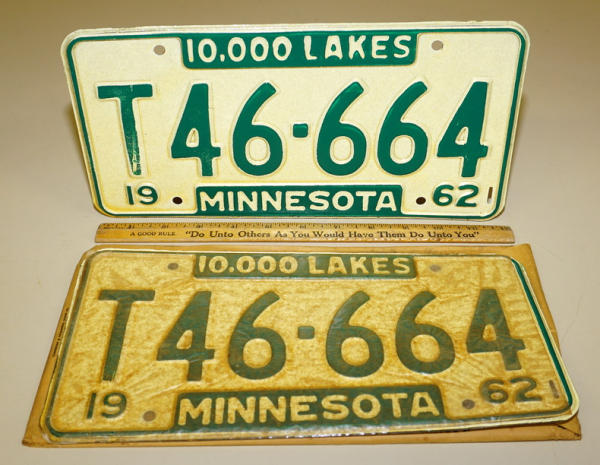 10,000 LAKES
T46·664
19 MINNESOTA 62
A GOOD RULE "Do Unto Others As You Would Have Them Do Unto You"
10,000 LAKES
T46·664
19 MINNESOTA 62